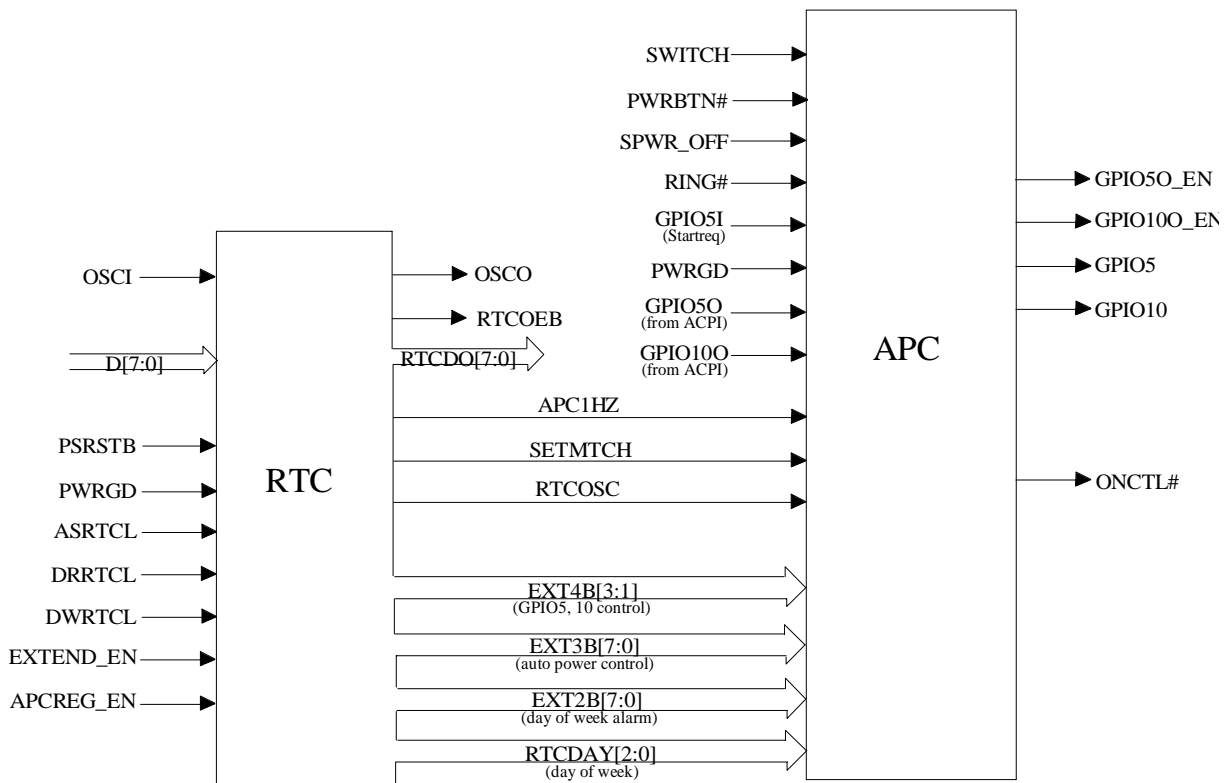 SWITCH
PWRBTN#
SPWR_OFF
RING#
GPIO5I
(Startreq)
PWRGD
GPIO5O
(from ACPI)
GPIO10O
(from ACPI)
APC
GPIO5O_EN
GPIO10O_EN
GPIO5
GPIO10
ONCTL#
OSCI
D[7:0]
PSRSTB
PWRGD
ASRTCL
DRRTCL
DWRTCL
EXTEND_EN
APCREG_EN
RTC
OSCO
RTCOEB
RTCDO[7:0]
APC1HZ
SETMTCH
RTCOSC
EXT4B[3:1]
(GPIO5, 10 control)
EXT3B[7:0]
(auto power control)
EXT2B[7:0]
(day of week alarm)
RTCDAY[2:0]
(day of week)